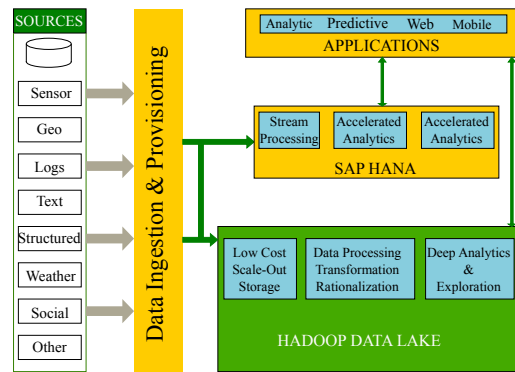 SOURCES
Sensor
Geo
Logs
Text
Structured
Weather
Social
Other
Data Ingestion & Provisioning
Analytic Predictive Web Mobile
APPLICATIONS
Stream
Processing
Accelerated
Analytics
Accelerated
Analytics
SAP HANA
Low Cost
Scale-Out
Storage
Data Processing
Transformation
Rationalization
Deep Analytics
&
Exploration
HADOOP DATA LAKE